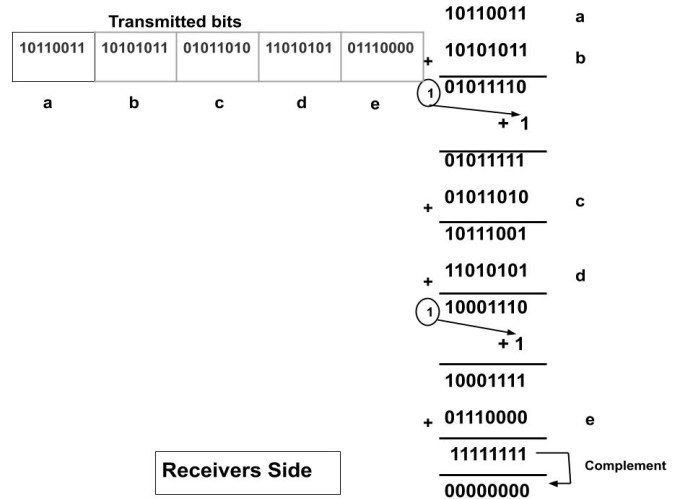 Transmitted bits
10110011 10101011 01011010 11010101 01110000
a b c d e
10110011 a
+ 10101011 b
1 01011110
+ 1
01011111
+ 01011010 c
10111001
+ 11010101 d
1 10001110
+ 1
10001111
+ 01110000 e
11111111
Complement
00000000
Receivers Side